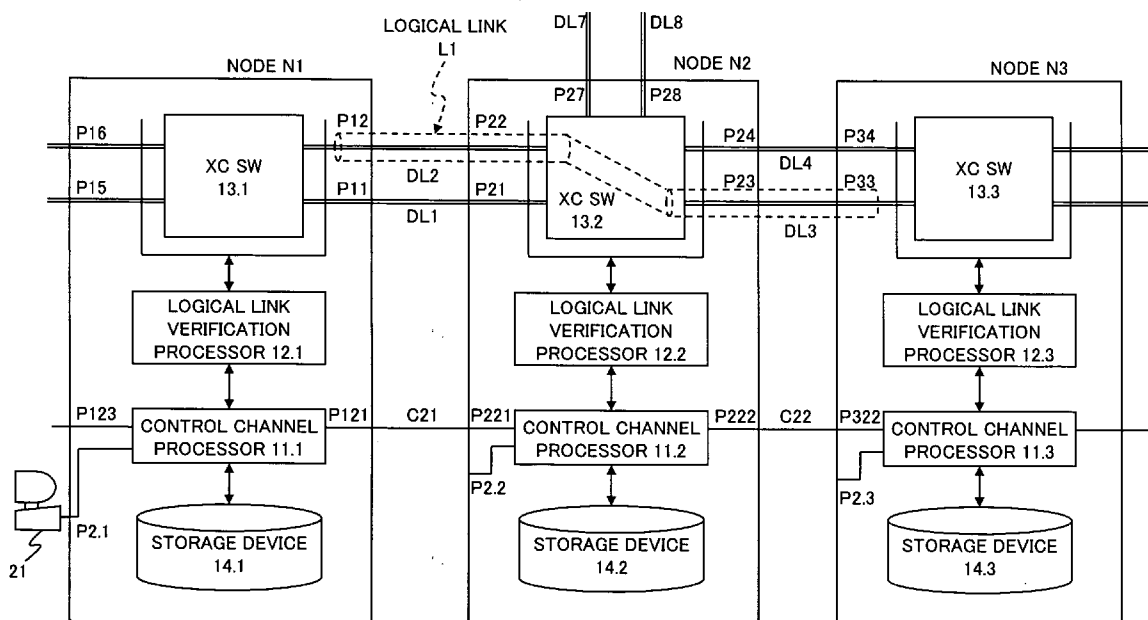 DL7
DL8
LOGICAL LINK
L1
NODE N1
NODE N2
NODE N3
P27
P28
P16
P12
P22
P24
P34
XC SW
13.1
DL2
DL4
XC SW
13.2
XC SW
13.3
P15
P11
P21
P23
P33
DL1
DL3
LOGICAL LINK
VERIFICATION
PROCESSOR 12.1
LOGICAL LINK
VERIFICATION
PROCESSOR 12.2
LOGICAL LINK
VERIFICATION
PROCESSOR 12.3
P123
P121
C21
P221
P222
C22
P322
CONTROL CHANNEL
PROCESSOR 11.1
CONTROL CHANNEL
PROCESSOR 11.2
CONTROL CHANNEL
PROCESSOR 11.3
P2.1
P2.2
P2.3
21
STORAGE DEVICE
14.1
STORAGE DEVICE
14.2
STORAGE DEVICE
14.3